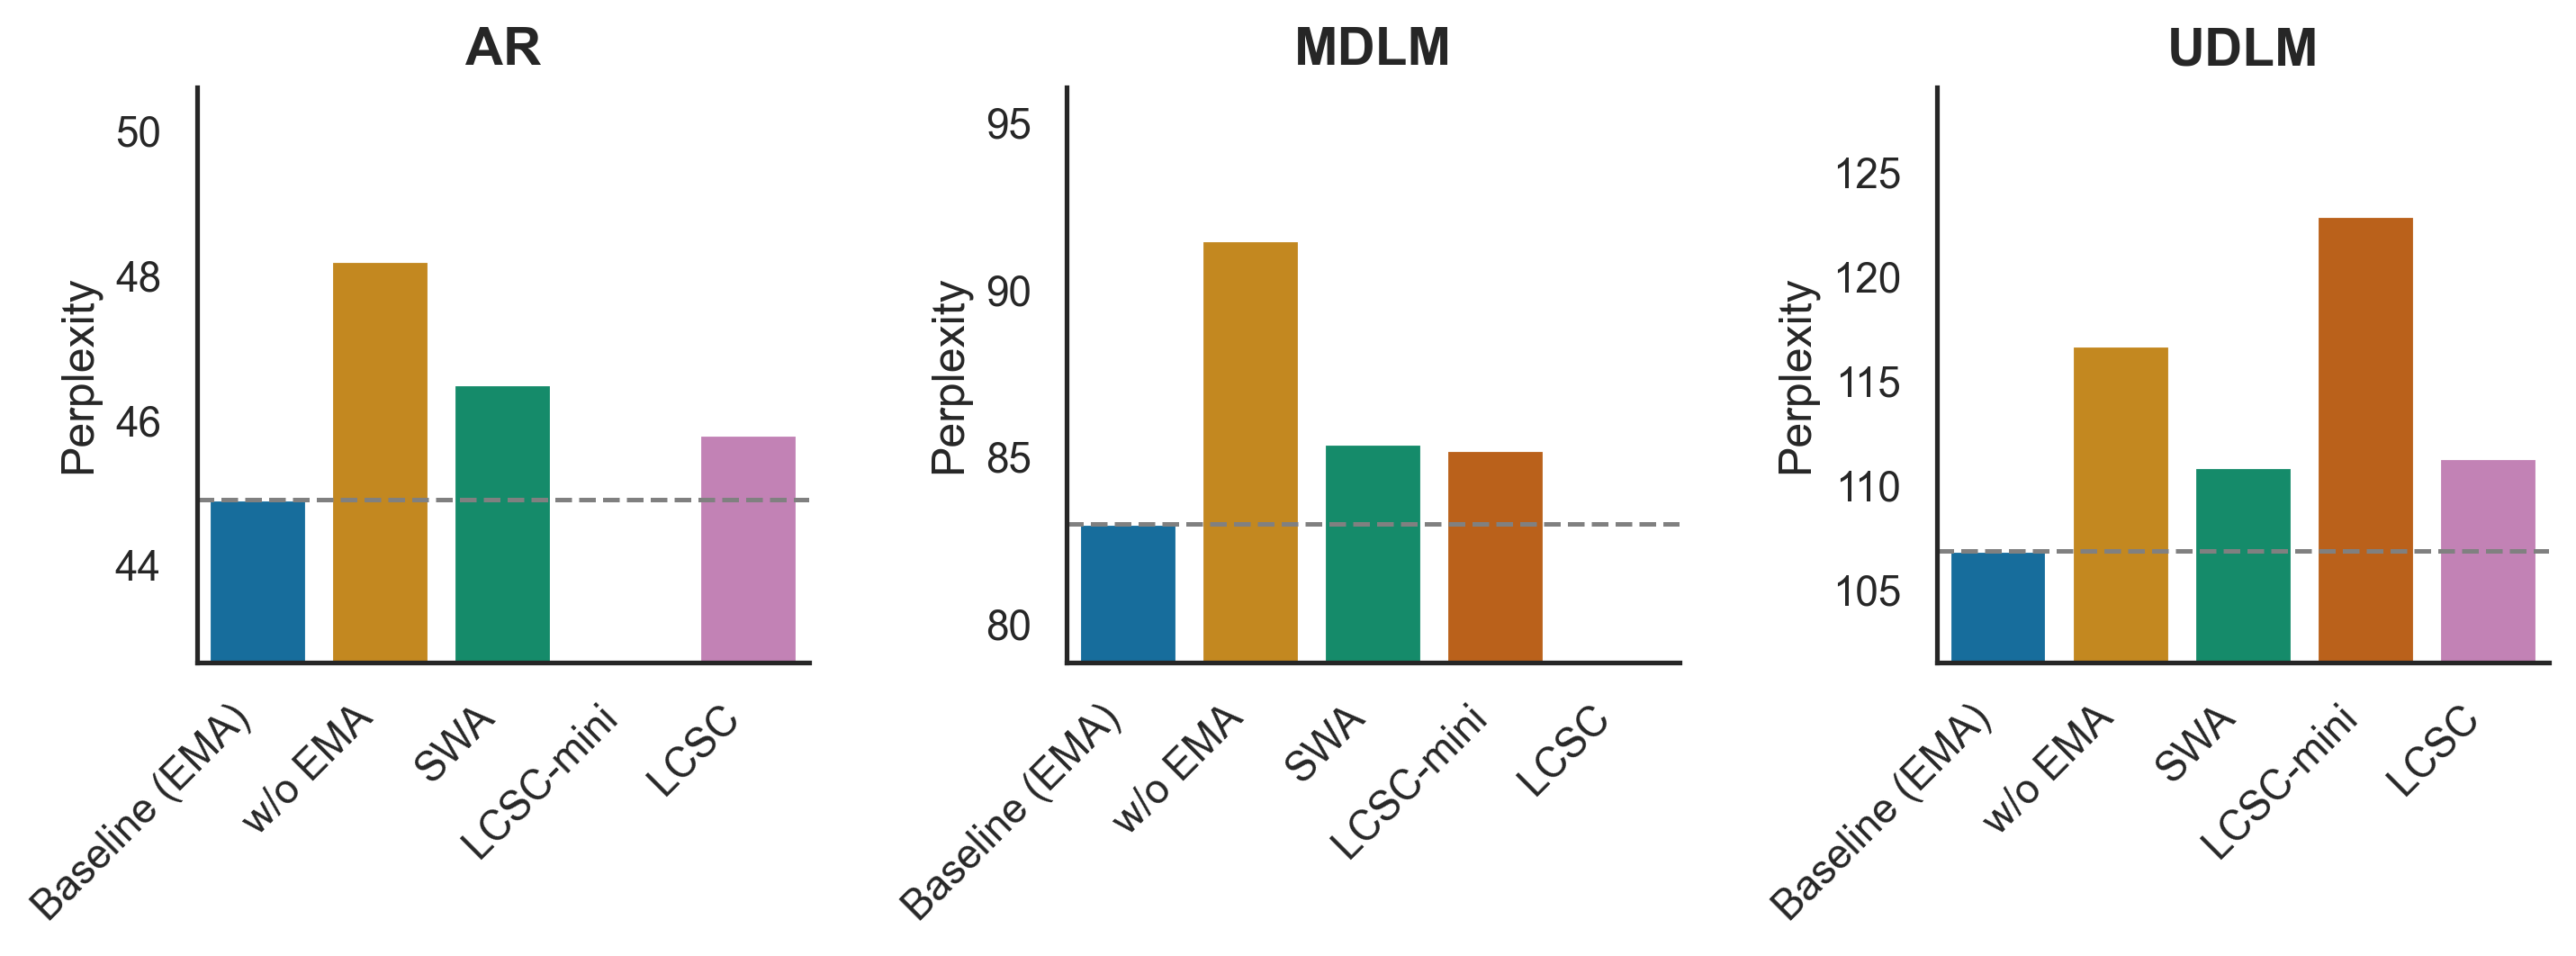 AR
Perplexity
50
48
46
44
Baseline (EMA)
w/o EMA
SWA
LCSC-mini
LCSC
MDLM
Perplexity
95
90
85
80
Baseline (EMA)
w/o EMA
SWA
LCSC-mini
LCSC
UDLM
Perplexity
125
120
115
110
105
Baseline (EMA)
w/o EMA
SWA
LCSC-mini
LCSC